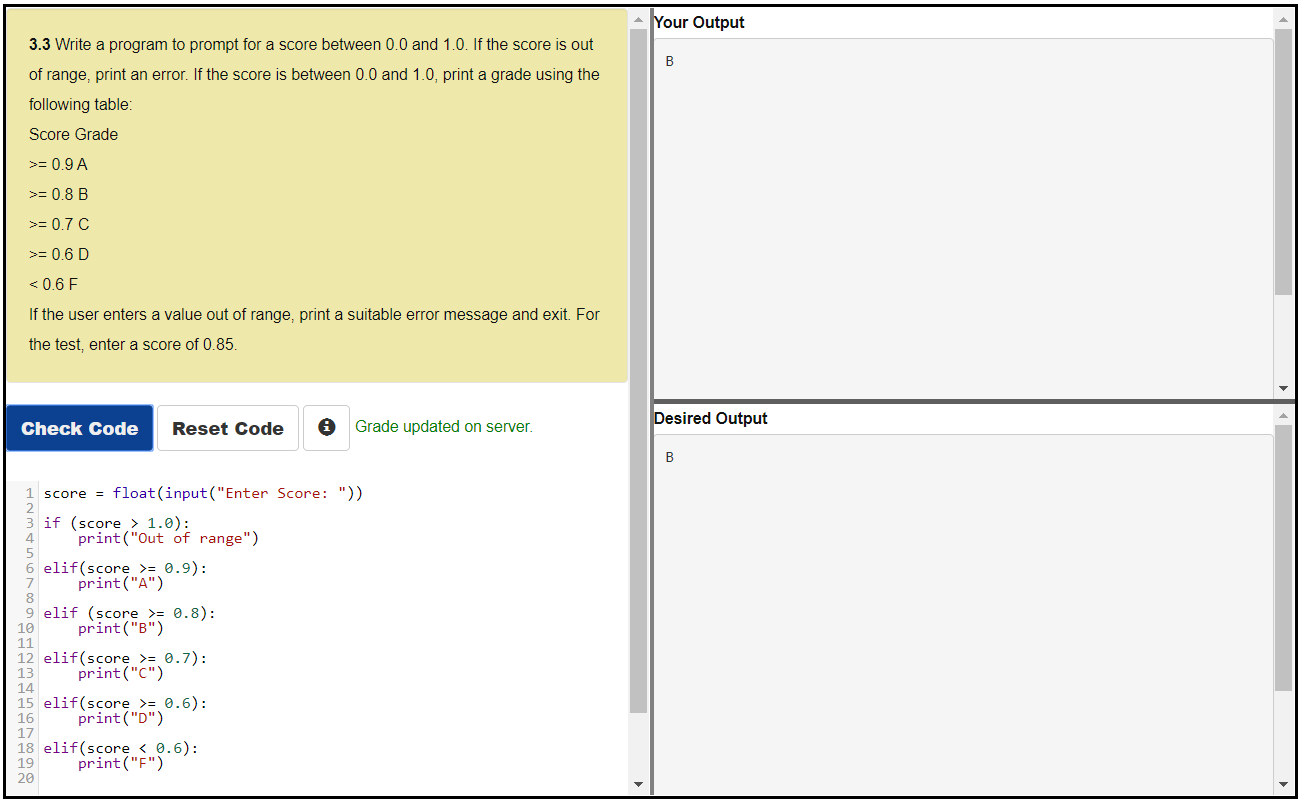 3.3 Write a program to prompt for a score between 0.0 and 1.0. If the score is out
of range, print an error. If the score is between 0.0 and 1.0, print a grade using the
following table:
Score Grade
>= 0.9 A
>= 0.8 B
>= 0.7 C
>= 0.6 D
< 0.6 F
If the user enters a value out of range, print a suitable error message and exit. For
the test, enter a score of 0.85.
Check Code Reset Code i Grade updated on server.
1 score = float(input("Enter Score: "))
2
3 if (score > 1.0):
4     print("Out of range")
5
6 elif(score >= 0.9):
7     print("A")
8
9 elif (score >= 0.8):
10     print("B")
11
12 elif(score >= 0.7):
13     print("C")
14
15 elif(score >= 0.6):
16     print("D")
17
18 elif(score < 0.6):
19     print("F")
20
Your Output
B
Desired Output
B